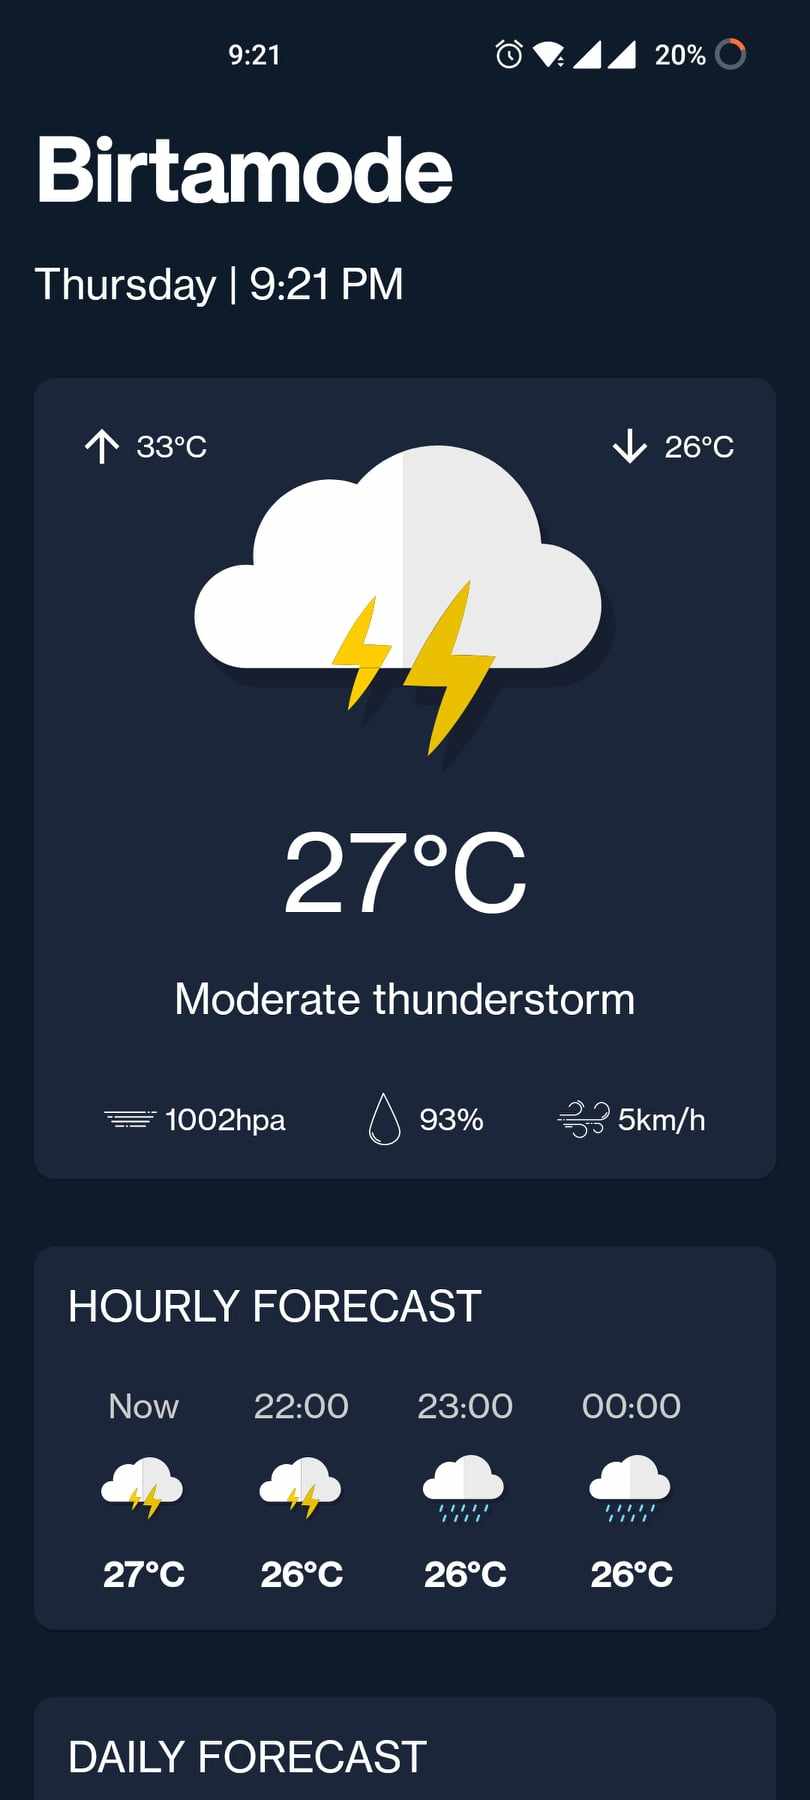 9:21 20%
Birtamode
Thursday | 9:21 PM
33°C 26°C
27°C
Moderate thunderstorm
1002hpa 93% 5km/h
HOURLY FORECAST
Now 22:00 23:00 00:00
27°C 26°C 26°C 26°C
DAILY FORECAST